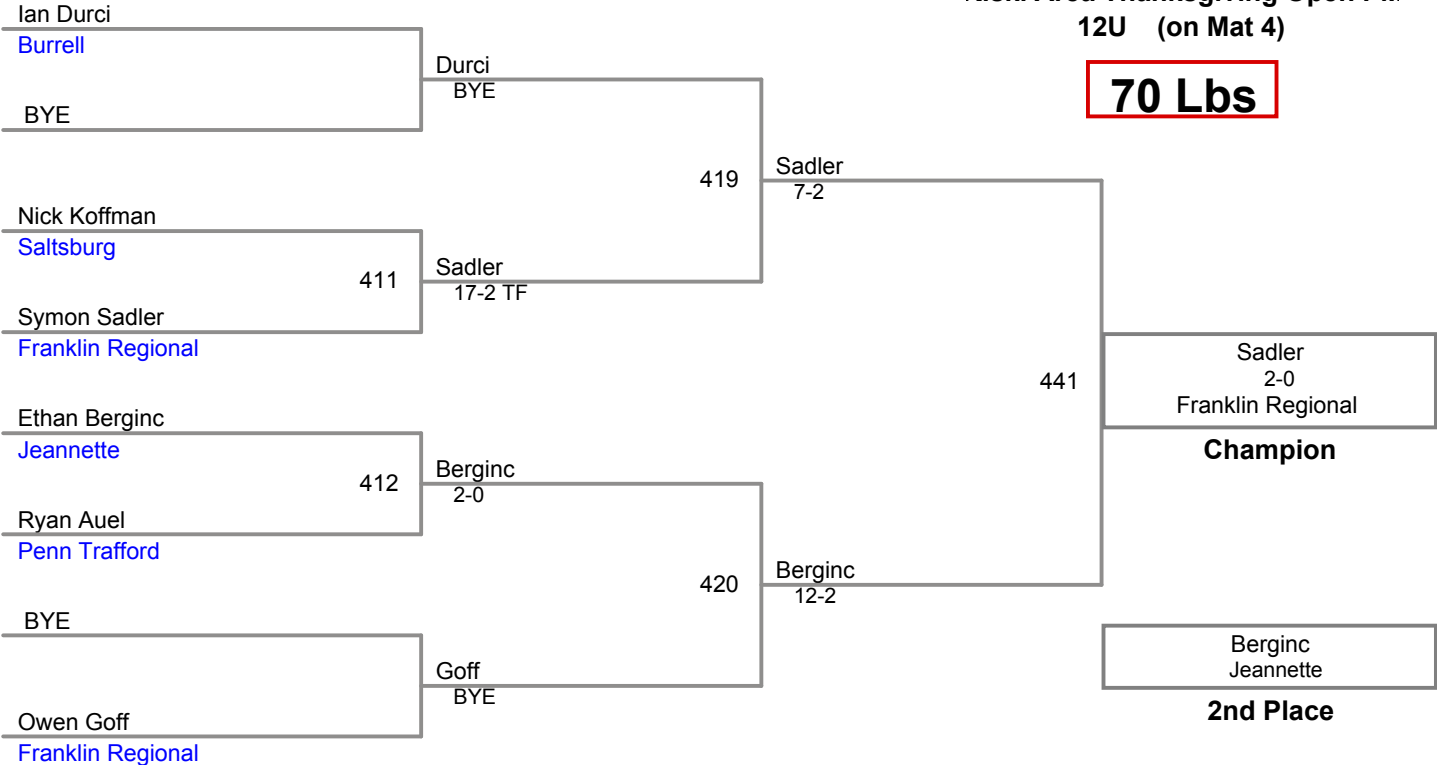 Area Thanksgiving Open
12U (on Mat 4)
70 Lbs
Ian Durci
Burrell
Durci
BYE
BYE
419
Sadler
7-2
Nick Koffman
Saltsburg
411
Sadler
17-2 TF
Symon Sadler
Franklin Regional
441
Sadler
2-0
Franklin Regional
Champion
Ethan Berginc
Jeannette
412
Berginc
2-0
Ryan Auel
Penn Trafford
420
Berginc
12-2
BYE
Goff
BYE
Owen Goff
Franklin Regional
Berginc
Jeannette
2nd Place